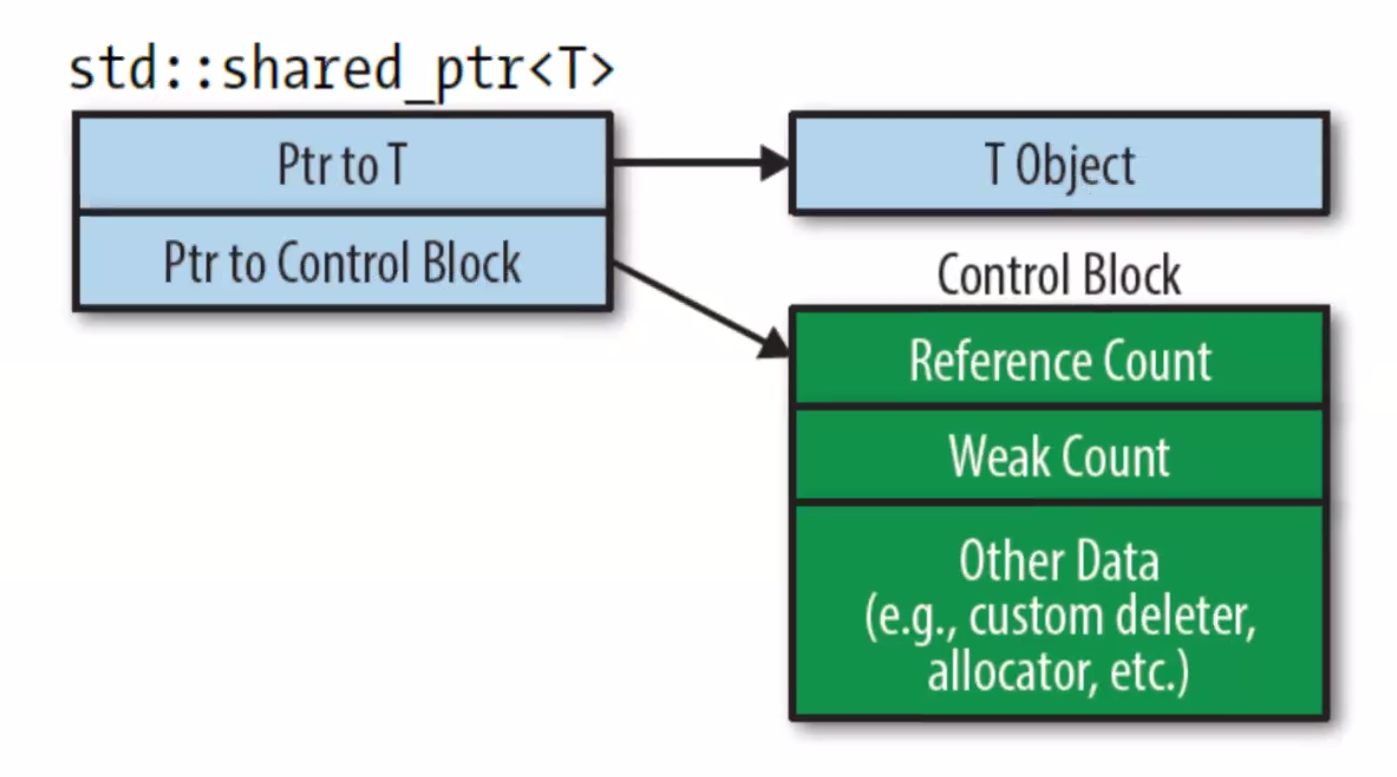 std::shared_ptr<T>
Ptr to T
T Object
Ptr to Control Block
Control Block
Reference Count
Weak Count
Other Data
(e.g., custom deleter,
allocator, etc.)